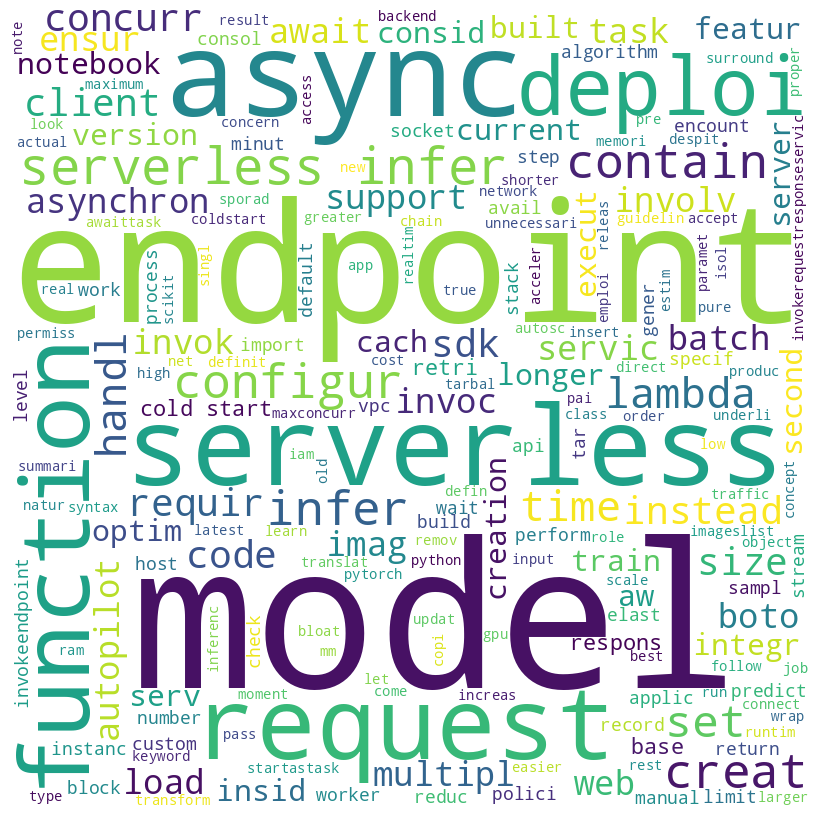 note
concurr
result
backend
ensur
consol
await
consid
built
task
featur
notebook
async
deploi
algorithm
surround
proper
client
maximum
access
look
version
concern
socket
current
pre
encount
actual
minut
step
memori
despit
server
serverless infer
contain
new
shorter
network
asynchron
sporad
coldstart
support
avail
unnecessari
involv
awaittask
greater
chain
guidelin
accept
invokerequestresponseservic
endpoint
real
work
process
scikit
singl
default
app
realtim
true
stack
acceler
execut
emploi
releas
gener
estim
paramet
isol
permiss
invok
import
cach
sdk
autosc
insert
pure
servic
batch
function
handl
net
definit
cost
retri
longer
direct
specif
produc
level
high
configur
tarbal
pai
class
order
underli
lambda
second
cold start
maxconcurr
vpc
invoc
tar
low
summari
iam
old
serverless
api
concept
natur
syntax
defin
traffic
requir
infer
wait
creation
time
instead
optim
latest
learn
build
perform
role
imageslist
host
code
imag
remov
translat
python
input
train
size
object
stream
pytorch
scale
sampl
invokeendpoint
autopilot
model
aw
elast
boto
ram
inferenc
check
bloat
mm
updat
copi
gpu
respons
integr
best
follow
job
let
come
serv
moment
increas
applic
run
predict
connect
number
request
record
set
wrap
instanc
custom
keyword
pass
base
return
runtim
block
startastask
easier
rest
type
load
transform
insid
worker
reduc
multipl
polici
web
manual
limit
creat
larger